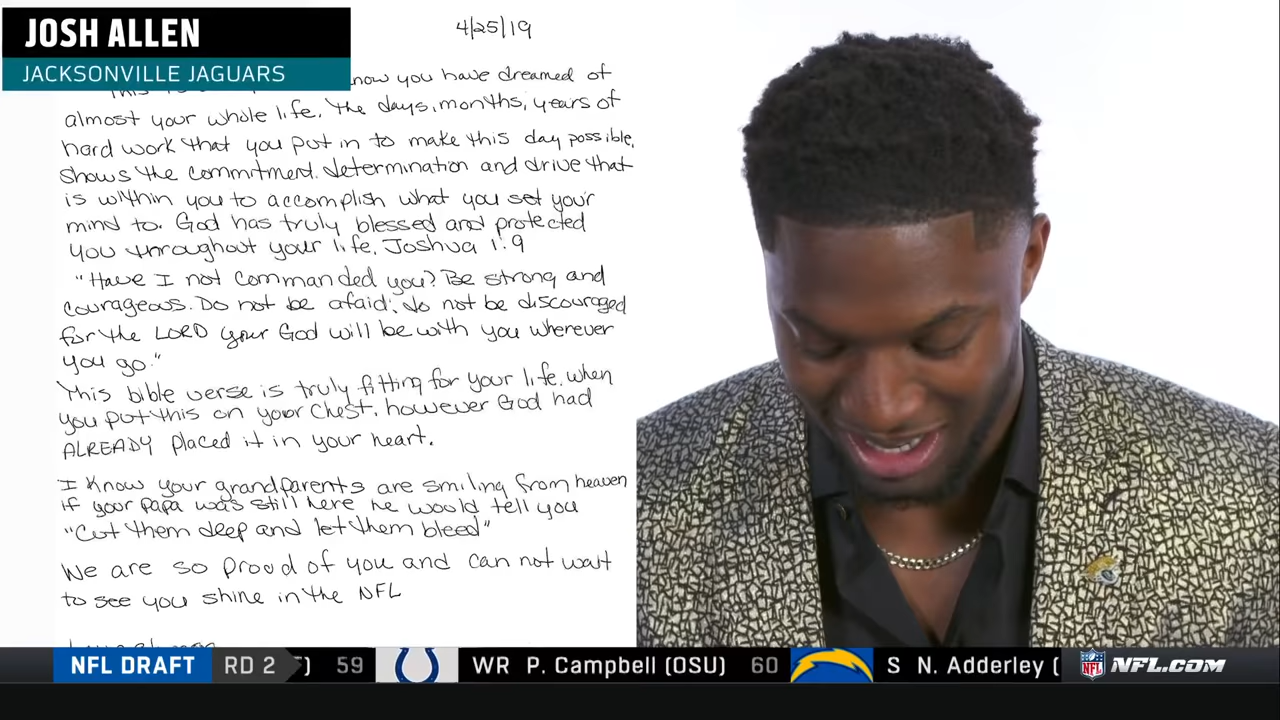 JOSH ALLEN
JACKSONVILLE JAGUARS
4/25/19
know you have dreamed of
almost your whole life. The days, months, years of
hard work that you put in to make this day possible,
shows the commitment, determination and drive that
is within you to accomplish what you set your
mind to. God has truly blessed and protected
you throughout your life. Joshua 1:9
"Have I not commanded you? Be strong and
courageous. Do not be afaid; do not be discouraged
for the LORD your God will be with you wherever
you go."
This bible verse is truly fitting for your life. when
you put this on your chest, however God had
ALREADY placed it in your heart.
I Know your grandparents are smiling from heaven
if your Papa was still here he would tell you
"Cut them deep and let them bleed"
We are so proud of you and can not wait
to see you shine in the NFL
NFL DRAFT RD 2 59 WR P. Campbell (OSU) 60 S N. Adderley ( NFL NFL.COM